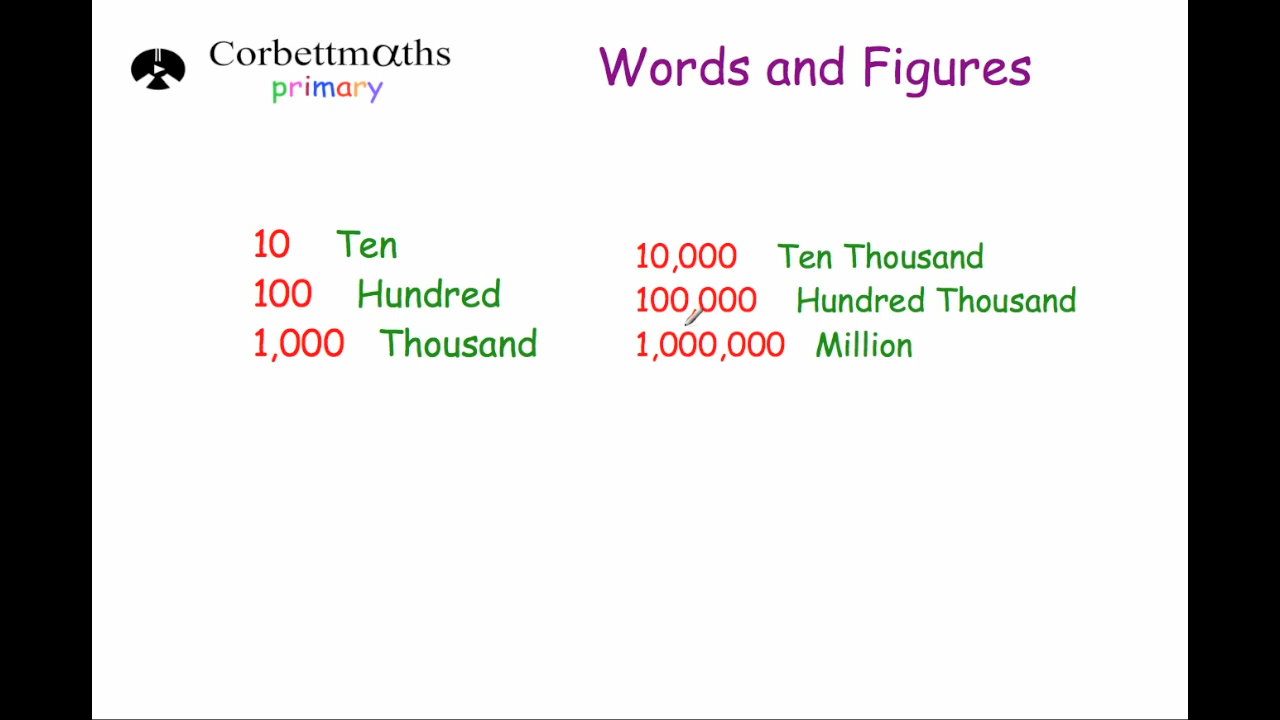 Corbettmαths
primary
Words and Figures
10 Ten
100 Hundred
1,000 Thousand
10,000 Ten Thousand
100,000 Hundred Thousand
1,000,000 Million